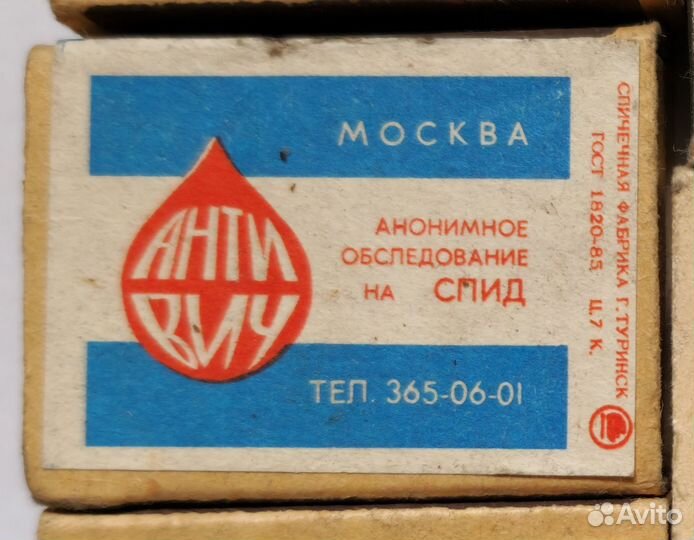 МОСКВА
АНТИ
ВИЧ
АНОНИМНОЕ
ОБСЛЕДОВАНИЕ
НА СПИД
ТЕЛ. 365-06-01
СПИЧЕЧНАЯ ФАБРИКА Г. ТУРИНСК
ГОСТ 1820-85 Ц. 7 К.
Avito